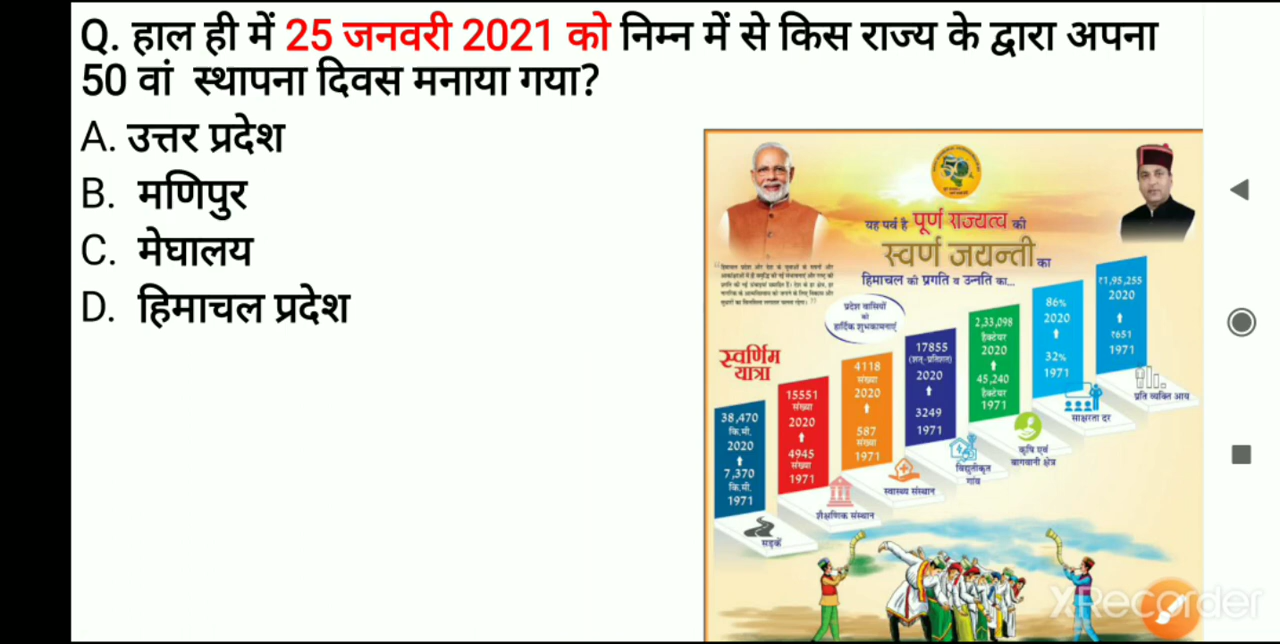 Q. हाल ही में 25 जनवरी 2021 को निम्न में से किस राज्य के द्वारा अपना
50 वां स्थापना दिवस मनाया गया?
A. उत्तर प्रदेश
B. मणिपुर
C. मेघालय
D. हिमाचल प्रदेश
50
यह पर्व है पूर्ण राज्यत्व की
स्वर्ण जयन्ती का
हिमाचल की प्रगति व उन्नति का...
प्रदेश वासियों
को
हार्दिक शुभकामनाएं
स्वर्णिम
यात्रा
38,470
कि.मी.
2020
7,370
कि.मी.
1971
सड़कें
15551
संख्या
2020
4945
संख्या
1971
शैक्षणिक संस्थान
4118
संख्या
2020
587
संख्या
1971
स्वास्थ्य संस्थान
17855
(शत्-प्रतिशत)
2020
3249
1971
विद्युतीकृत
गांव
2,33,098
हैक्टेयर
2020
45,240
हैक्टेयर
1971
कृषि एवं
बागवानी क्षेत्र
86%
2020
32%
1971
साक्षरता दर
₹1,95,255
2020
₹651
1971
प्रति व्यक्ति आय
XRecorder